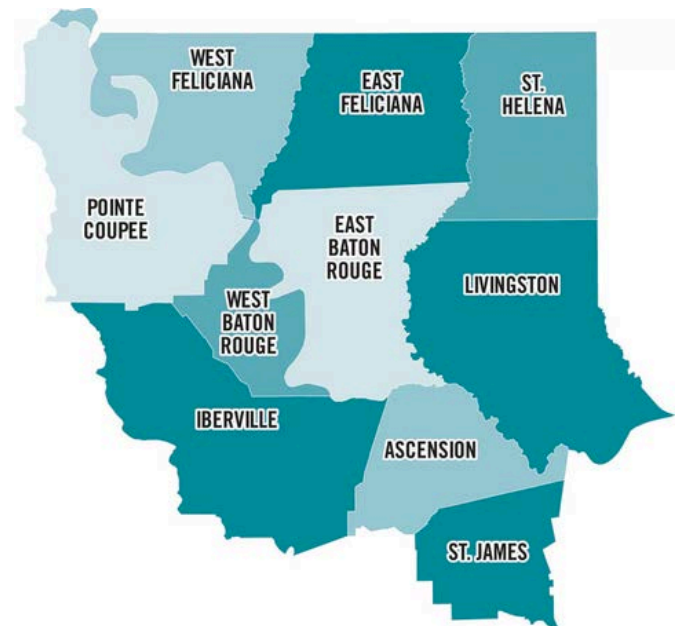 WEST
FELICIANA
EAST
FELICIANA
ST.
HELENA
POINTE
COUPEE
EAST
BATON
ROUGE
LIVINGSTON
WEST
BATON
ROUGE
IBERVILLE
ASCENSION
ST. JAMES